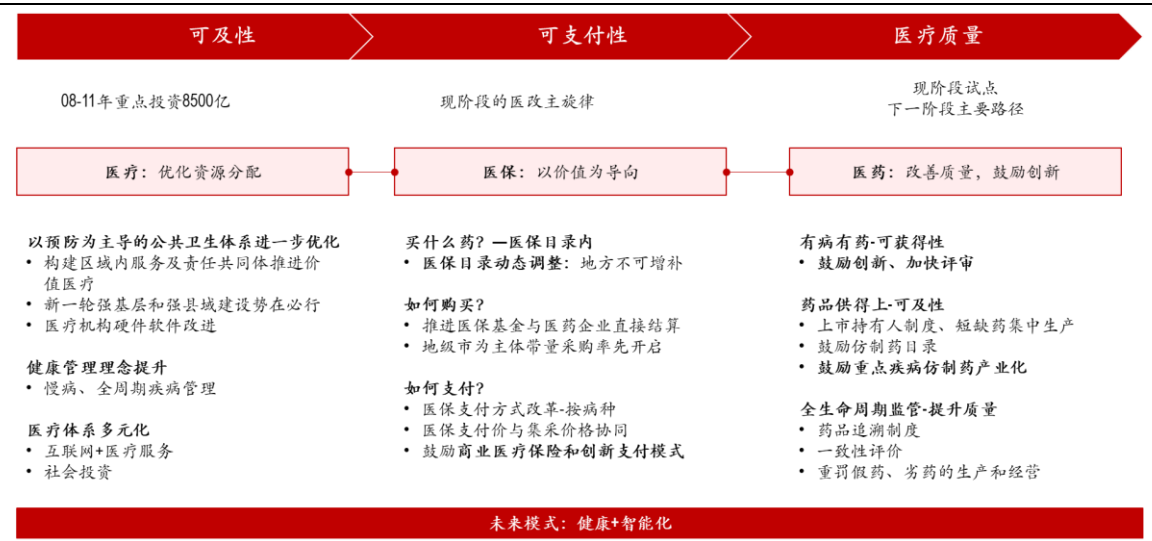 可及性
可支付性
医疗质量
08-11年重点投资8500亿
现阶段的医改主旋律
现阶段试点
下一阶段主要路径
医疗：优化资源分配
医保：以价值为导向
医药：改善质量，鼓励创新
以预防为主导的公共卫生体系进一步优化
• 构建区域内服务及责任共同体推进价
值医疗
• 新一轮强基层和强县域建设势在必行
• 医疗机构硬件软件改进
健康管理理念提升
• 慢病、全周期疾病管理
医疗体系多元化
• 互联网+医疗服务
• 社会投资
买什么药？—医保目录内
• 医保目录动态调整：地方不可增补
如何购买？
• 推进医保基金与医药企业直接结算
• 地级市为主体带量采购率先开启
如何支付？
• 医保支付方式改革-按病种
• 医保支付价与集采价格协同
• 鼓励商业医疗保险和创新支付模式
有病有药-可获得性
• 鼓励创新、加快评审
药品供得上-可及性
• 上市持有人制度、短缺药集中生产
• 鼓励仿制药目录
• 鼓励重点疾病仿制药产业化
全生命周期监管-提升质量
• 药品追溯制度
• 一致性评价
• 重罚假药、劣药的生产和经营
未来模式：健康+智能化